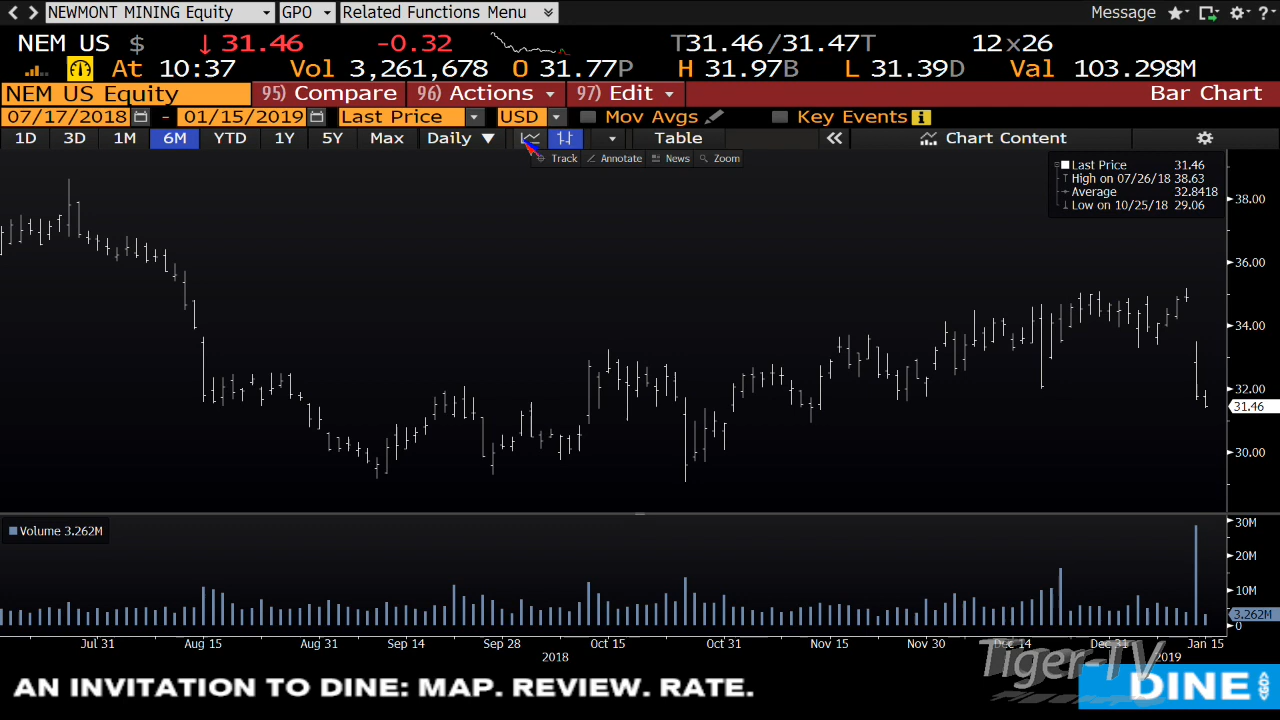 NEWMONT MINING Equity GPO Related Functions Menu Message ?
NEM US $ ↓31.46 -0.32 T31.46/31.47T 12x26
At 10:37 Vol 3,261,678 O 31.77P H 31.97B L 31.39D Val 103.298M
NEM US Equity 95) Compare 96) Actions 97) Edit Bar Chart
07/17/2018 - 01/15/2019 Last Price USD Mov Avgs Key Events i
1D 3D 1M 6M YTD 1Y 5Y Max Daily ▼ Table « Chart Content
Track Annotate News Zoom
Last Price 31.46
High on 07/26/18 38.63
Average 32.8418
Low on 10/25/18 29.06
38.00
36.00
34.00
32.00
31.46
30.00
Volume 3.262M
30M
20M
10M
3.262M
0
Jul 31 Aug 15 Aug 31 Sep 14 Sep 28 Oct 15 Oct 31 Nov 15 Nov 30 Dec 14 Dec 31 Jan 15
2018 2019
Tiger-TV
AN INVITATION TO DINE: MAP. REVIEW. RATE.
DINE